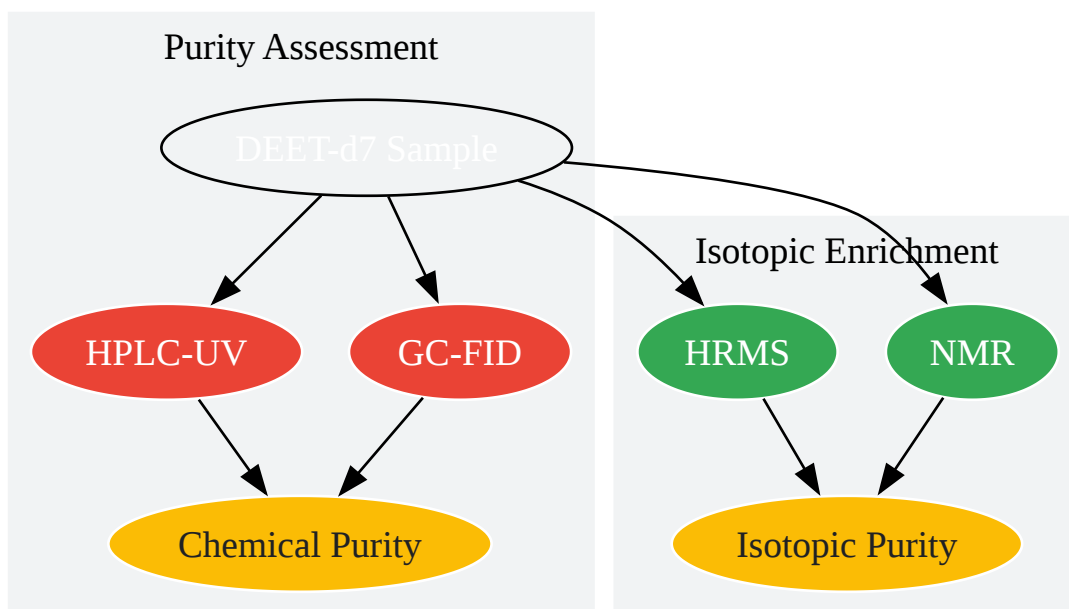 Purity Assessment
DEET-d7 Sample
Isotopic Enrichment
HPLC-UV
GC-FID
HRMS
NMR
Chemical Purity
Isotopic Purity